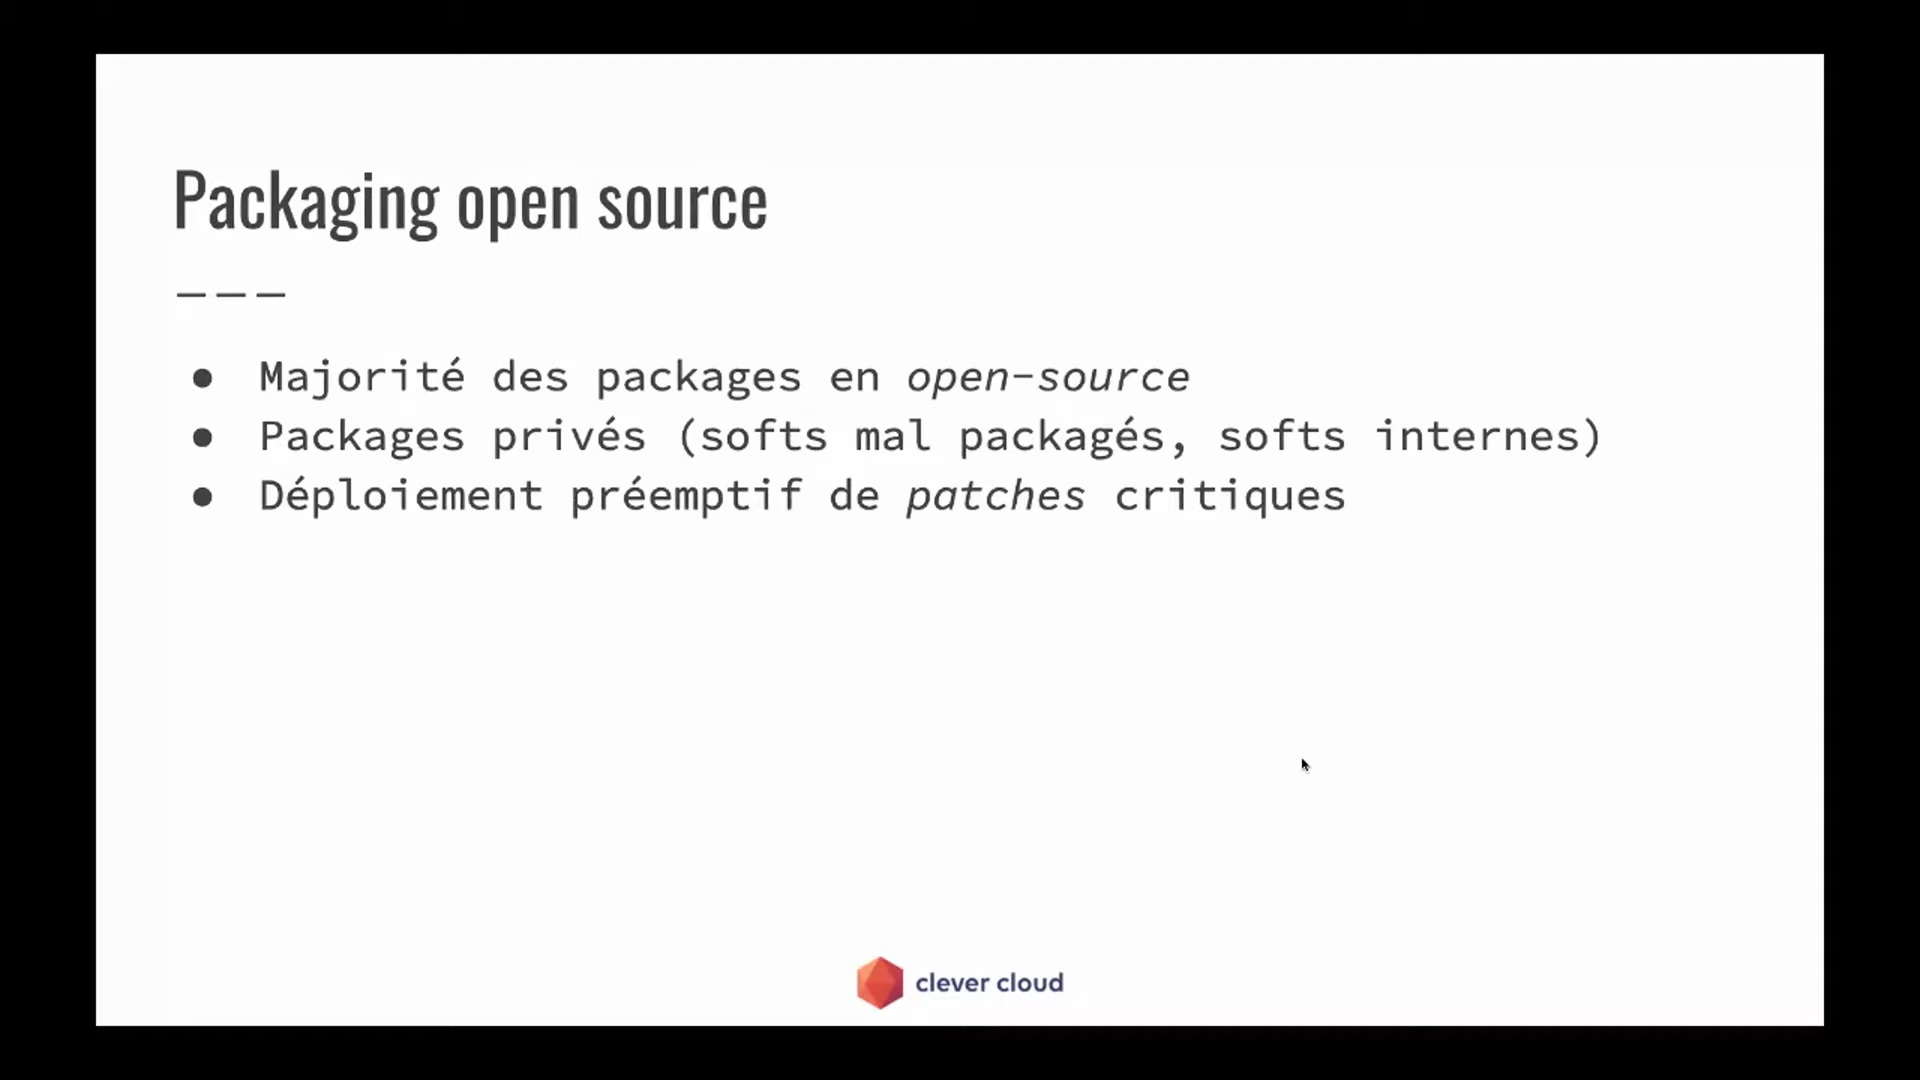 Packaging open source
———
● Majorité des packages en open-source
● Packages privés (softs mal packagés, softs internes)
● Déploiement préemptif de patches critiques
clever cloud